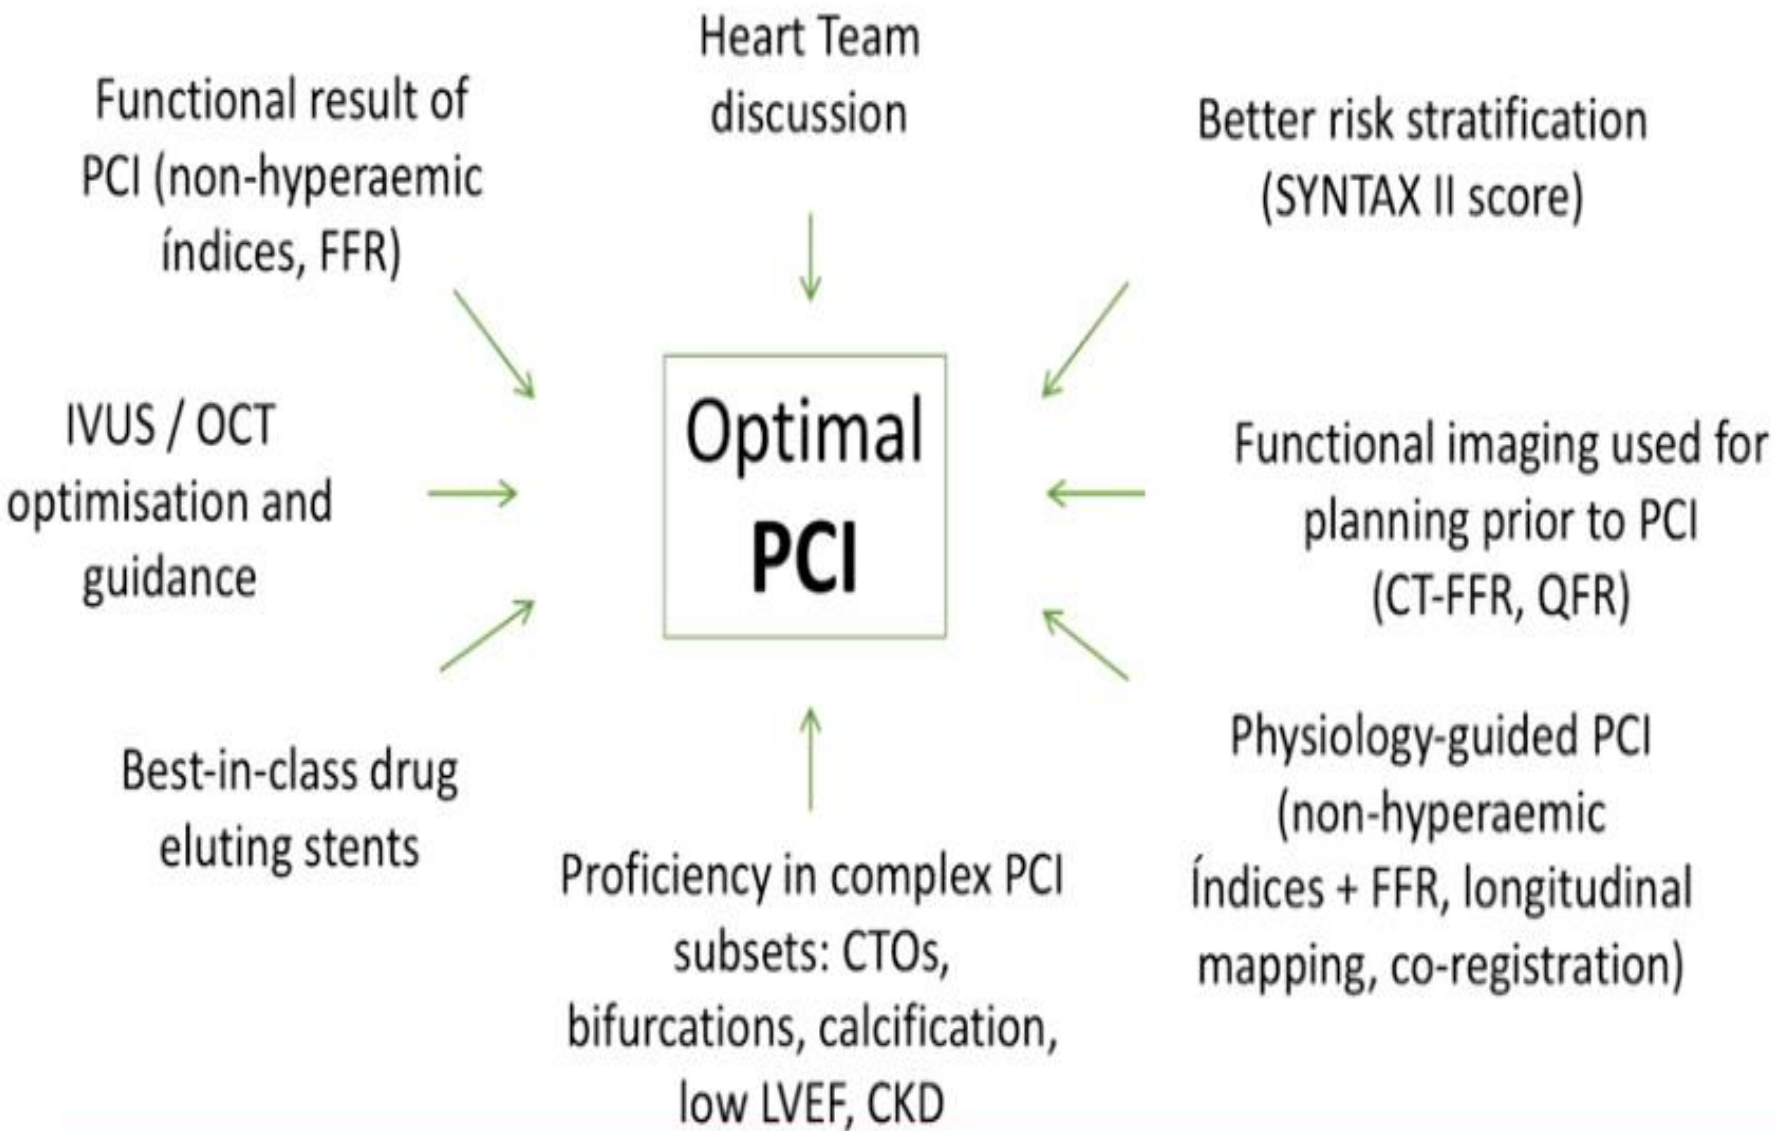 Heart Team
discussion
Functional result of
PCI (non-hyperaemic
índices, FFR)
Better risk stratification
(SYNTAX II score)
IVUS / OCT
optimisation and
guidance
Optimal
PCI
Functional imaging used for
planning prior to PCI
(CT-FFR, QFR)
Best-in-class drug
eluting stents
Proficiency in complex PCI
subsets: CTOs,
bifurcations, calcification,
low LVEF, CKD
Physiology-guided PCI
(non-hyperaemic
Índices + FFR, longitudinal
mapping, co-registration)